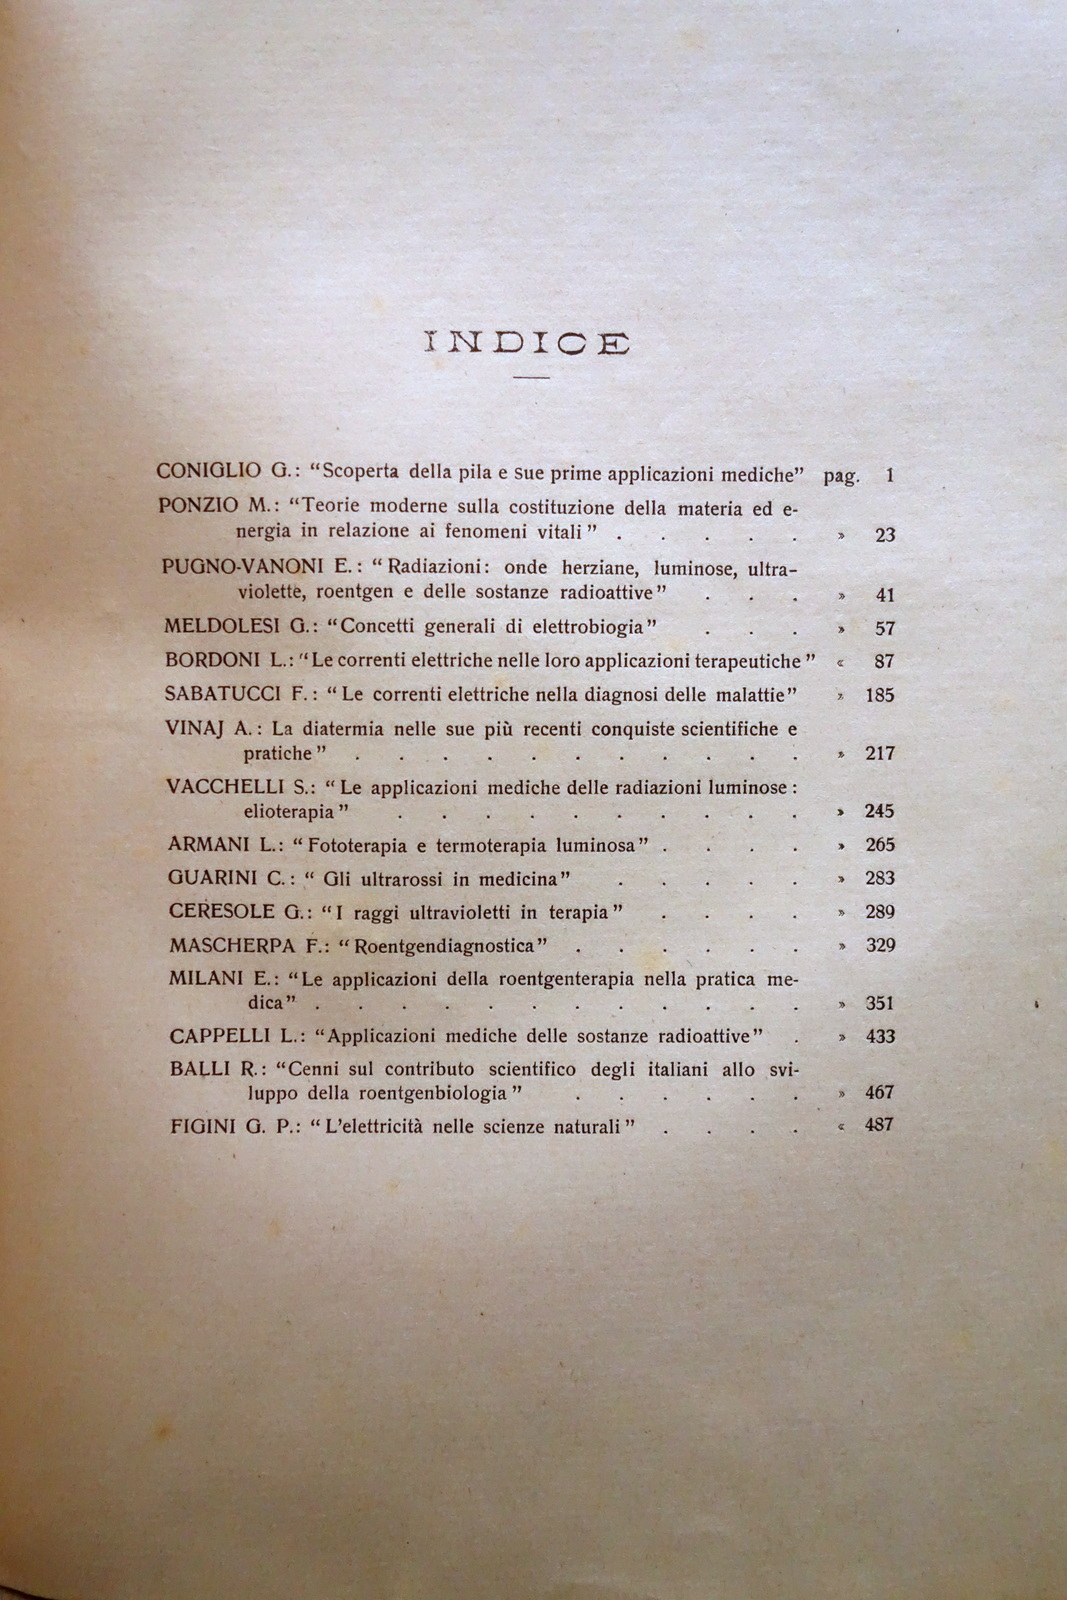 INDICE
CONIGLIO G.: “Scoperta della pila e sue prime applicazioni mediche” pag. 1
PONZIO M.: “Teorie moderne sulla costituzione della materia ed e-
nergia in relazione ai fenomeni vitali” . . . . . » 23
PUGNO-VANONI E.: “Radiazioni: onde herziane, luminose, ultra-
violette, roentgen e delle sostanze radioattive” . . . » 41
MELDOLESI G.: “Concetti generali di elettrobiogia” . . . » 57
BORDONI L.: “Le correnti elettriche nelle loro applicazioni terapeutiche” « 87
SABATUCCI F.: “Le correnti elettriche nella diagnosi delle malattie” » 185
VINAJ A.: La diatermia nelle sue più recenti conquiste scientifiche e
pratiche” . . . . . . . . . . . » 217
VACCHELLI S.: “Le applicazioni mediche delle radiazioni luminose:
elioterapia” . . . . . . . . . . » 245
ARMANI L.: “Fototerapia e termoterapia luminosa” . . . . » 265
GUARINI C.: “Gli ultrarossi in medicina” . . . . . » 283
CERESOLE G.: “I raggi ultravioletti in terapia” . . . . » 289
MASCHERPA F.: “Roentgendiagnostica” . . . . . . » 329
MILANI E.: “Le applicazioni della roentgenterapia nella pratica me-
dica” . . . . . . . . . . . . » 351
CAPPELLI L.: “Applicazioni mediche delle sostanze radioattive” . » 433
BALLI R.: “Cenni sul contributo scientifico degli italiani allo svi-
luppo della roentgenbiologia” . . . . . . » 467
FIGINI G. P.: “L’elettricità nelle scienze naturali” . . . . « 487